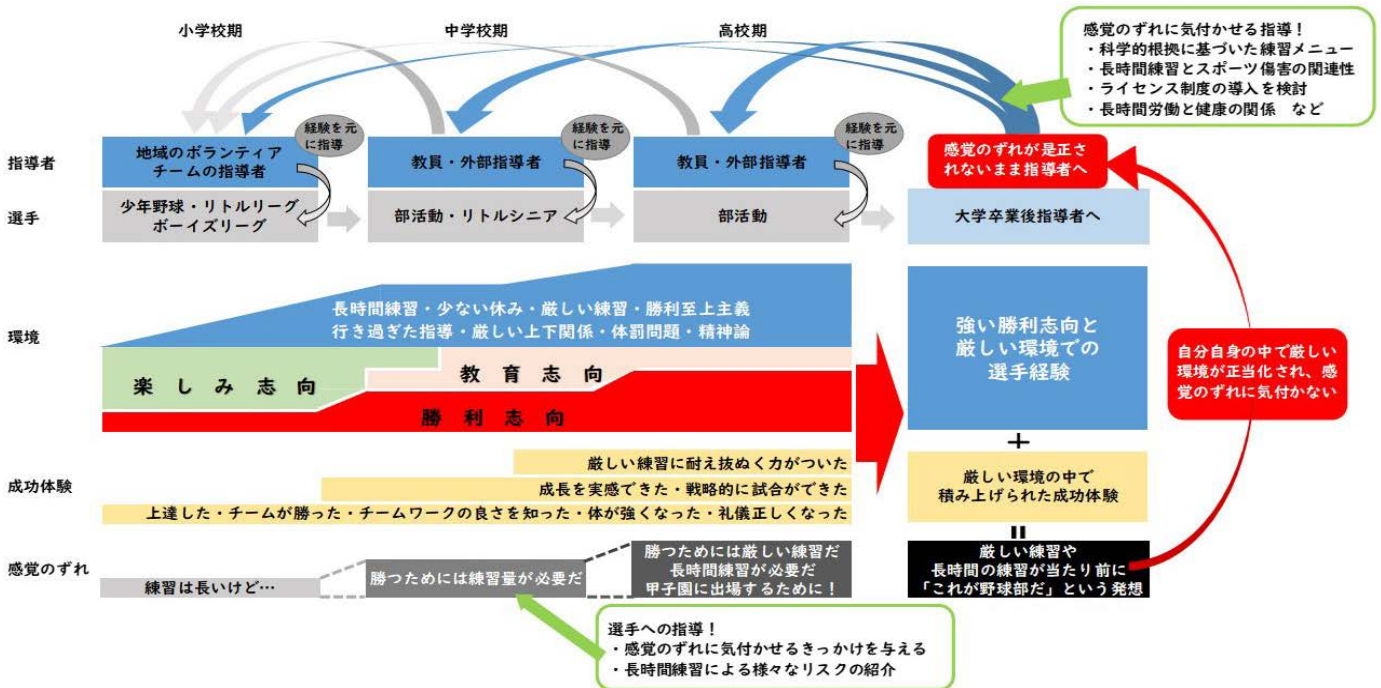 小学校期
中学校期
高校期
感覚のずれに気付かせる指導！
・科学的根拠に基づいた練習メニュー
・長時間練習とスポーツ傷害の関連性
・ライセンス制度の導入を検討
・長時間労働と健康の関係　など
指導者
地域のボランティア
チームの指導者
経験を元
に指導
教員・外部指導者
経験を元
に指導
教員・外部指導者
経験を元
に指導
感覚のずれが是正さ
れないまま指導者へ
選手
少年野球・リトルリーグ
ボーイズリーグ
部活動・リトルシニア
部活動
大学卒業後指導者へ
環境
長時間練習・少ない休み・厳しい練習・勝利至上主義
行き過ぎた指導・厳しい上下関係・体罰問題・精神論
楽しみ志向
教育志向
勝利志向
強い勝利志向と
厳しい環境での
選手経験
自分自身の中で厳しい
環境が正当化され、感
覚のずれに気付かない
＋
成功体験
厳しい練習に耐え抜ぬく力がついた
成長を実感できた・戦略的に試合ができた
上達した・チームが勝った・チームワークの良さを知った・体が強くなった・礼儀正しくなった
厳しい環境の中で
積み上げられた成功体験
＝
感覚のずれ
練習は長いけど…
勝つためには練習量が必要だ
勝つためには厳しい練習だ
長時間練習が必要だ
甲子園に出場するために！
厳しい練習や
長時間の練習が当たり前に
「これが野球部だ」という発想
選手への指導！
・感覚のずれに気付かせるきっかけを与える
・長時間練習による様々なリスクの紹介